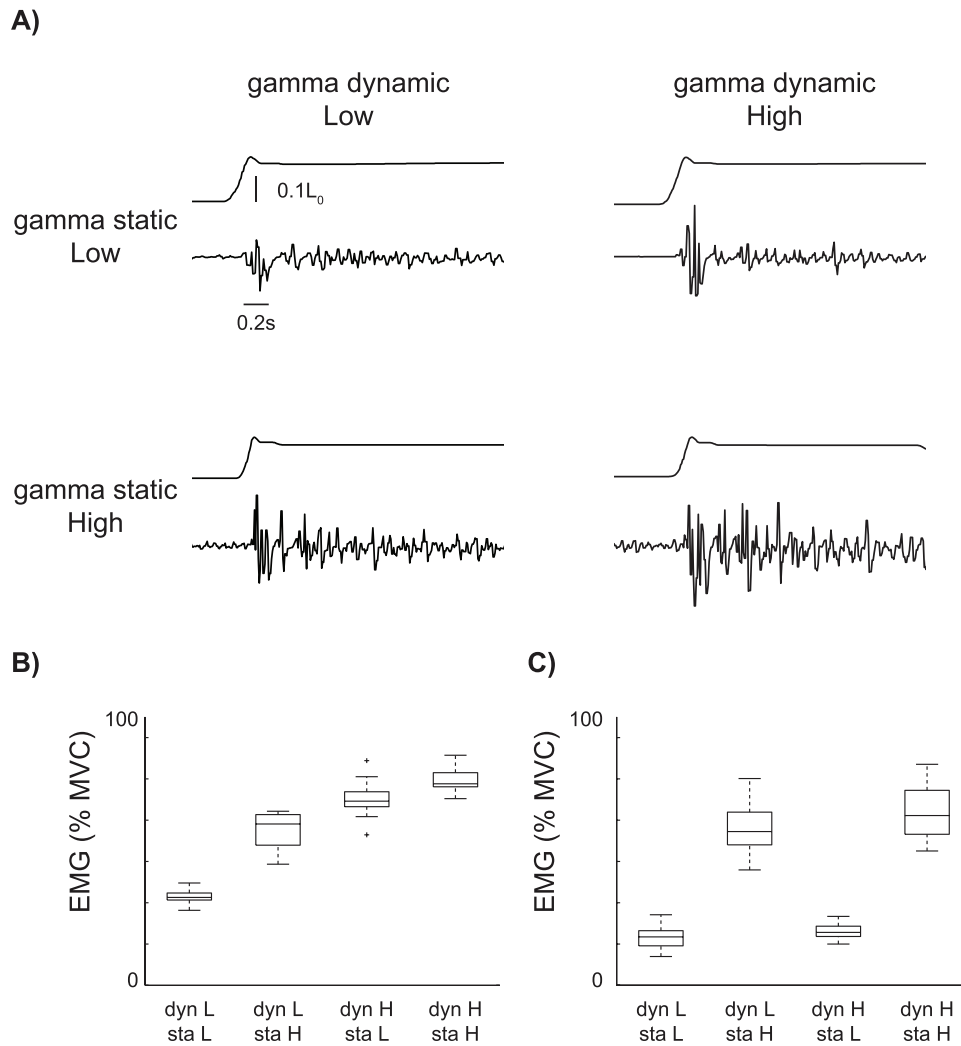 A)
gamma dynamic
Low
gamma dynamic
High
gamma static
Low
0.1L₀
0.2s
gamma static
High
B)
100
EMG (% MVC)
0
dyn L
sta L
dyn L
sta H
dyn H
sta L
dyn H
sta H
C)
100
EMG (% MVC)
0
dyn L
sta L
dyn L
sta H
dyn H
sta L
dyn H
sta H